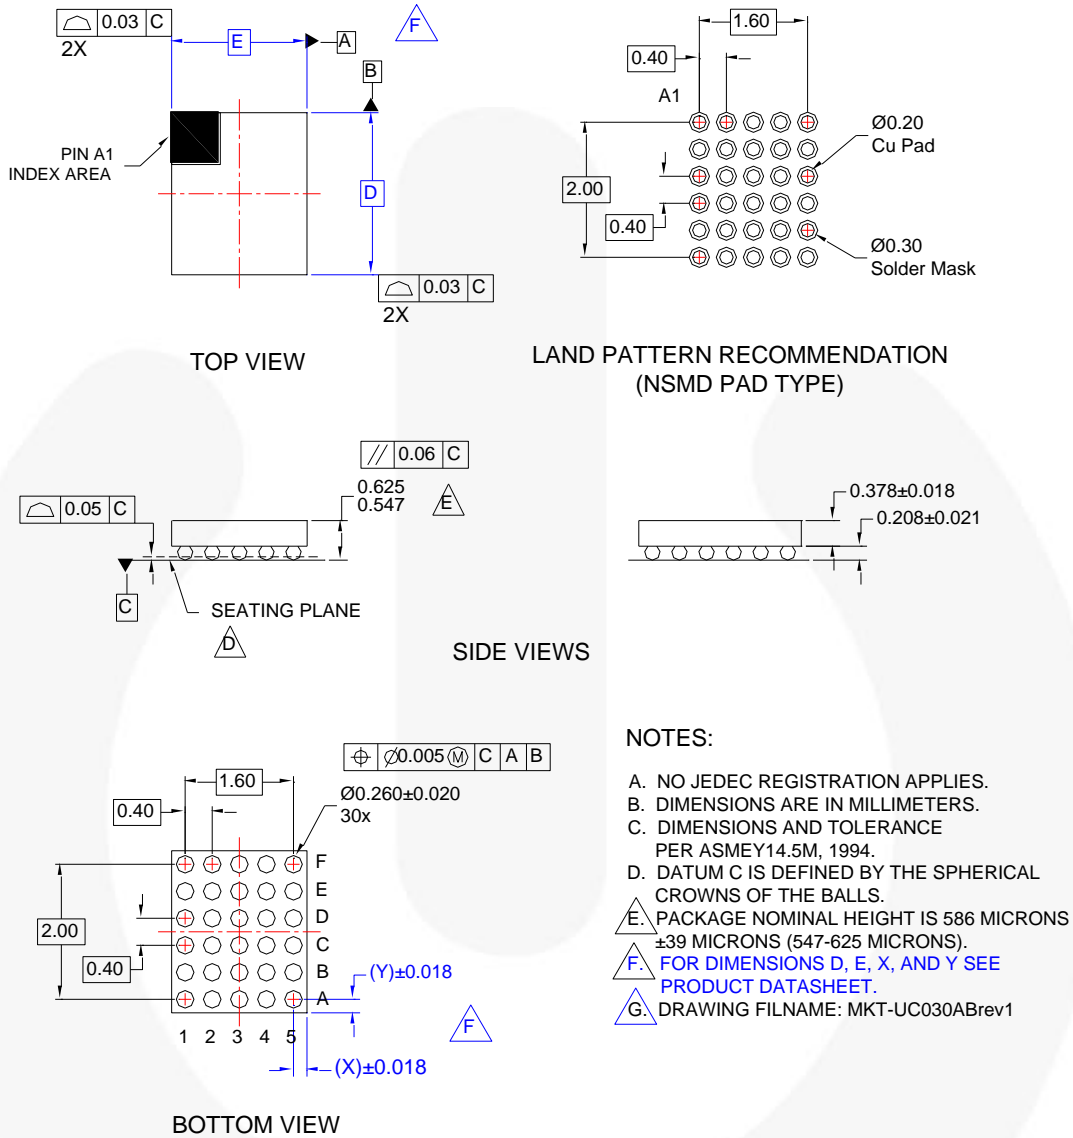 0.03 C
2X
E
A
F
B
PIN A1
INDEX AREA
D
0.03 C
2X
TOP VIEW
1.60
0.40
A1
Ø0.20
Cu Pad
2.00
0.40
Ø0.30
Solder Mask
LAND PATTERN RECOMMENDATION
(NSMD PAD TYPE)
// 0.06 C
0.625
0.547
E
0.05 C
C
SEATING PLANE
D
0.378±0.018
0.208±0.021
SIDE VIEWS
⌖ Ø0.005 Ⓜ C A B
1.60
Ø0.260±0.020
30x
0.40
F
E
D
C
B
A
2.00
0.40
(Y)±0.018
F
1 2 3 4 5
(X)±0.018
BOTTOM VIEW
NOTES:
A. NO JEDEC REGISTRATION APPLIES.
B. DIMENSIONS ARE IN MILLIMETERS.
C. DIMENSIONS AND TOLERANCE
PER ASMEY14.5M, 1994.
D. DATUM C IS DEFINED BY THE SPHERICAL
CROWNS OF THE BALLS.
E. PACKAGE NOMINAL HEIGHT IS 586 MICRONS
±39 MICRONS (547-625 MICRONS).
F. FOR DIMENSIONS D, E, X, AND Y SEE
PRODUCT DATASHEET.
G. DRAWING FILNAME: MKT-UC030ABrev1